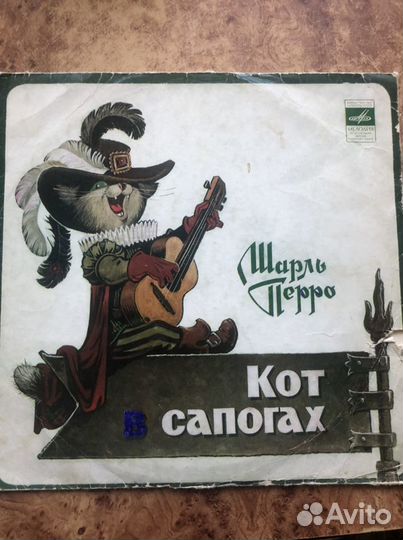 МЕЛОДИЯ
Шарль
Перро
Кот
в сапогах
Avito